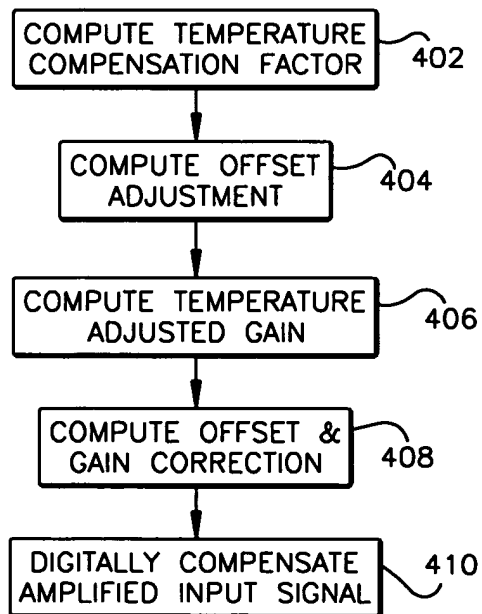 COMPUTE TEMPERATURE
COMPENSATION FACTOR
402
COMPUTE OFFSET
ADJUSTMENT
404
COMPUTE TEMPERATURE
ADJUSTED GAIN
406
COMPUTE OFFSET &
GAIN CORRECTION
408
DIGITALLY COMPENSATE
AMPLIFIED INPUT SIGNAL
410